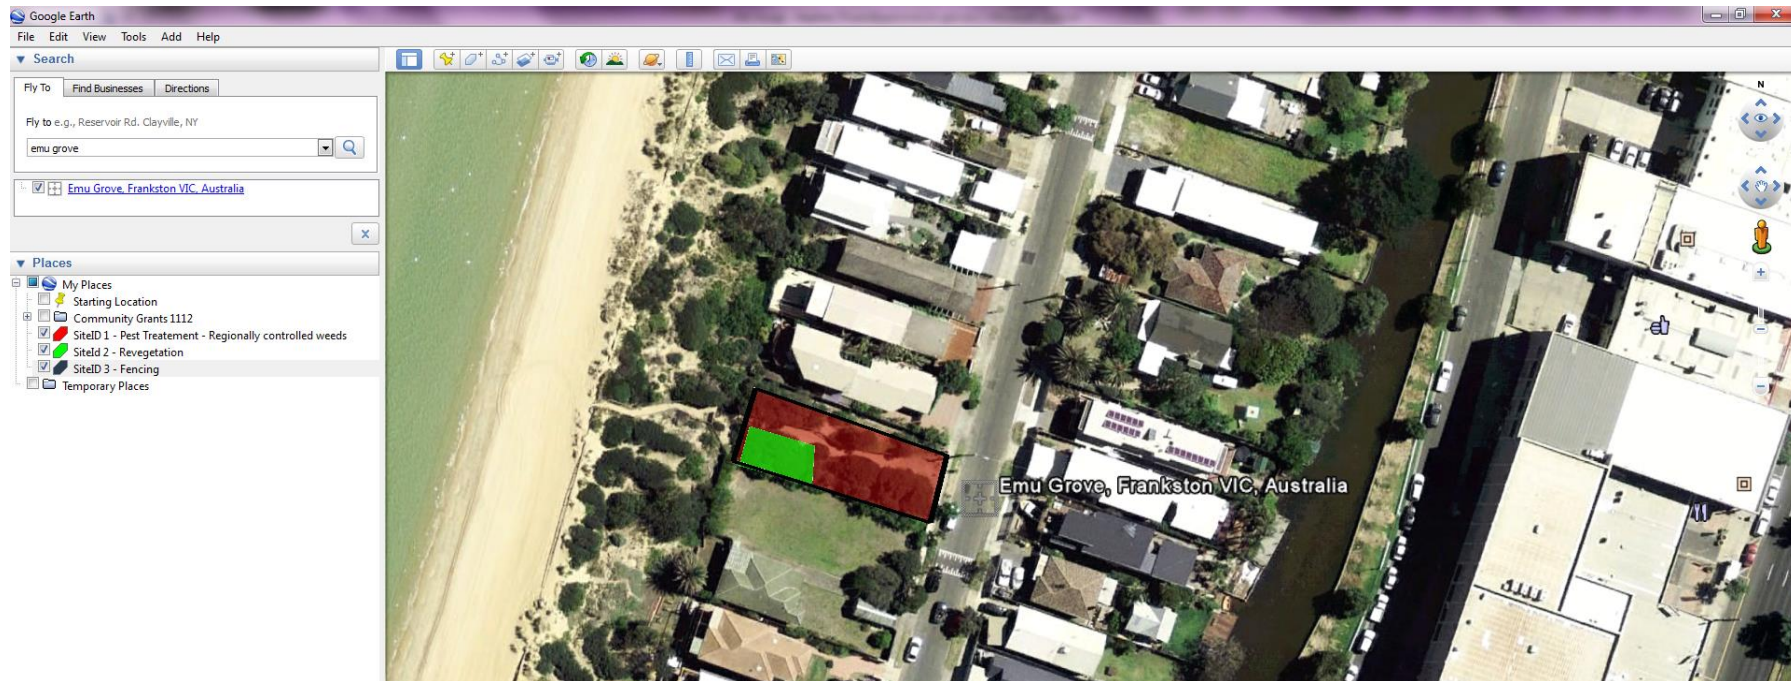 Google Earth
File Edit View Tools Add Help
Search
Fly To Find Businesses Directions
Fly to e.g., Reservoir Rd. Clayville, NY
emu grove
Emu Grove, Frankston VIC, Australia
Places
My Places
Starting Location
Community Grants 1112
SiteID 1 - Pest Treatement - Regionally controlled weeds
SiteId 2 - Revegetation
SiteID 3 - Fencing
Temporary Places
N
Emu Grove, Frankston VIC, Australia